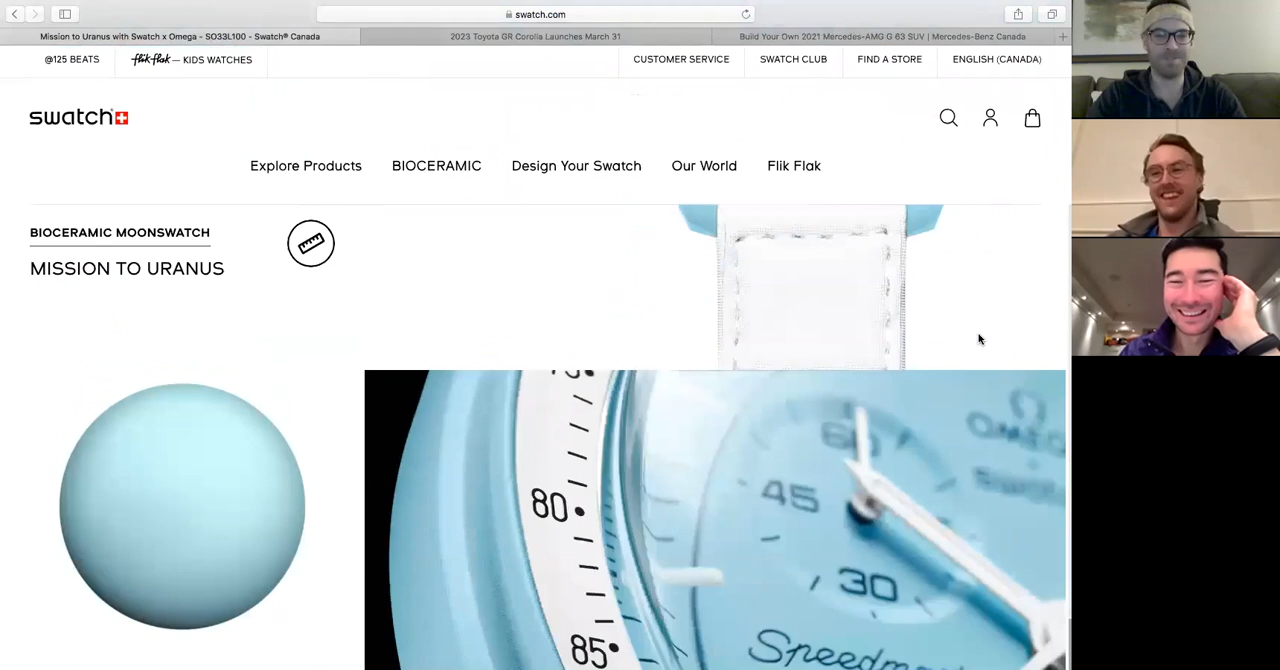 swatch.com
Mission to Uranus with Swatch x Omega - SO33L100 - Swatch® Canada
2023 Toyota GR Corolla Launches March 31
Build Your Own 2021 Mercedes-AMG G 63 SUV | Mercedes-Benz Canada
@125 BEATS
flik flak — KIDS WATCHES
CUSTOMER SERVICE
SWATCH CLUB
FIND A STORE
ENGLISH (CANADA)
swatch
Explore Products
BIOCERAMIC
Design Your Swatch
Our World
Flik Flak
BIOCERAMIC MOONSWATCH
MISSION TO URANUS
60
45
30
80
85